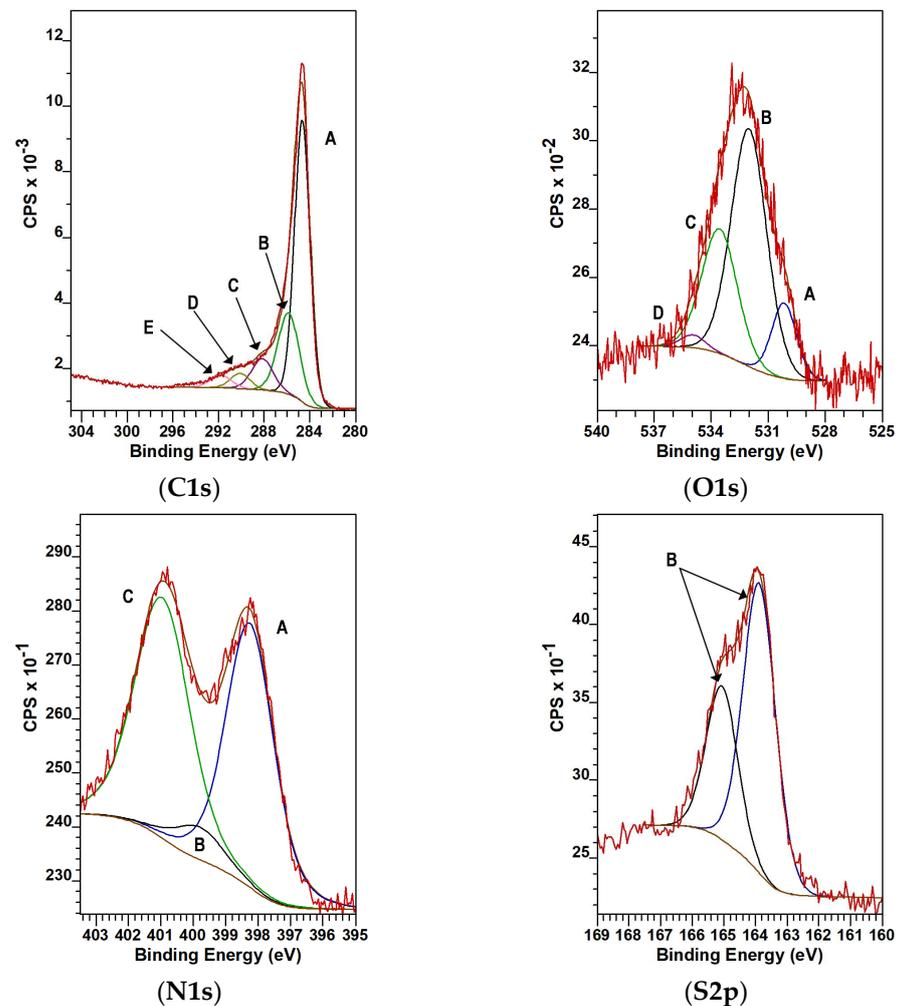 12
10
8
6
4
2
CPS x 10⁻³
A
B
C
D
E
304 300 296 292 288 284 280
Binding Energy (eV)
(C1s)
32
30
28
26
24
CPS x 10⁻²
B
C
A
D
540 537 534 531 528 525
Binding Energy (eV)
(O1s)
290
280
270
260
250
240
230
CPS x 10⁻¹
C
A
B
403 402 401 400 399 398 397 396 395
Binding Energy (eV)
(N1s)
45
40
35
30
25
CPS x 10⁻¹
B
169 168 167 166 165 164 163 162 161 160
Binding Energy (eV)
(S2p)